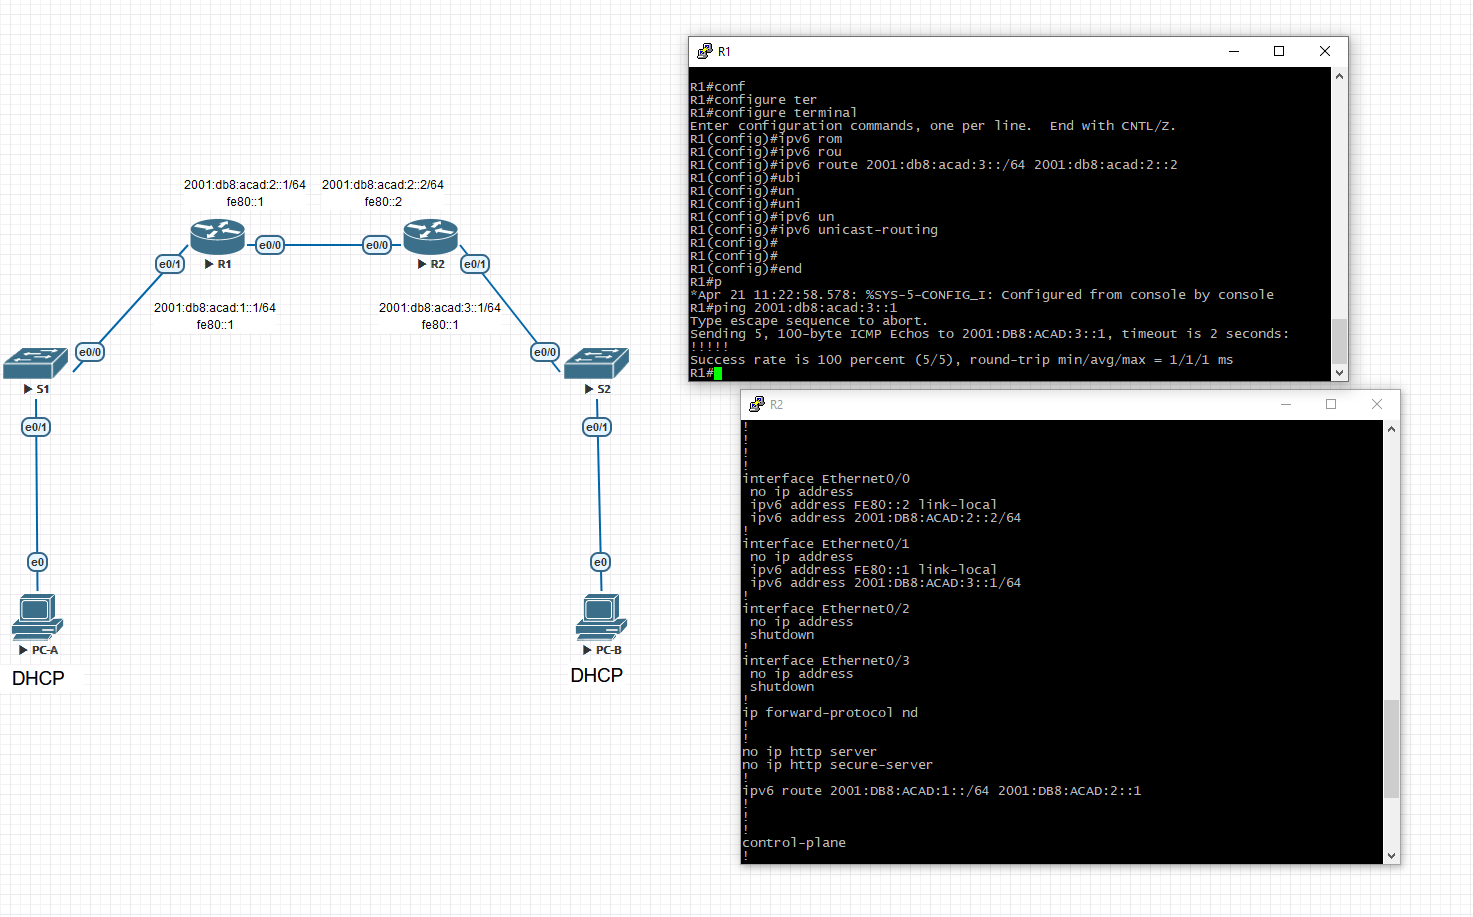 2001:db8:acad:2::1/64
fe80::1
2001:db8:acad:2::2/64
fe80::2
e0/0
e0/0
e0/1
R1
R2
e0/1
2001:db8:acad:1::1/64
fe80::1
2001:db8:acad:3::1/64
fe80::1
e0/0
e0/0
S1
S2
e0/1
e0/1
e0
e0
PC-A
PC-B
DHCP
DHCP
R1
R1#conf
R1#configure ter
R1#configure terminal
Enter configuration commands, one per line.  End with CNTL/Z.
R1(config)#ipv6 rom
R1(config)#ipv6 rou
R1(config)#ipv6 route 2001:db8:acad:3::/64 2001:db8:acad:2::2
R1(config)#ubi
R1(config)#un
R1(config)#uni
R1(config)#ipv6 un
R1(config)#ipv6 unicast-routing
R1(config)#
R1(config)#
R1(config)#end
R1#p
*Apr 21 11:22:58.578: %SYS-5-CONFIG_I: Configured from console by console
R1#ping 2001:db8:acad:3::1
Type escape sequence to abort.
Sending 5, 100-byte ICMP Echos to 2001:DB8:ACAD:3::1, timeout is 2 seconds:
!!!!!
Success rate is 100 percent (5/5), round-trip min/avg/max = 1/1/1 ms
R1#
R2
!
!
!
!
interface Ethernet0/0
 no ip address
 ipv6 address FE80::2 link-local
 ipv6 address 2001:DB8:ACAD:2::2/64
!
interface Ethernet0/1
 no ip address
 ipv6 address FE80::1 link-local
 ipv6 address 2001:DB8:ACAD:3::1/64
!
interface Ethernet0/2
 no ip address
 shutdown
!
interface Ethernet0/3
 no ip address
 shutdown
!
ip forward-protocol nd
!
!
no ip http server
no ip http secure-server
!
ipv6 route 2001:DB8:ACAD:1::/64 2001:DB8:ACAD:2::1
!
!
!
control-plane
!